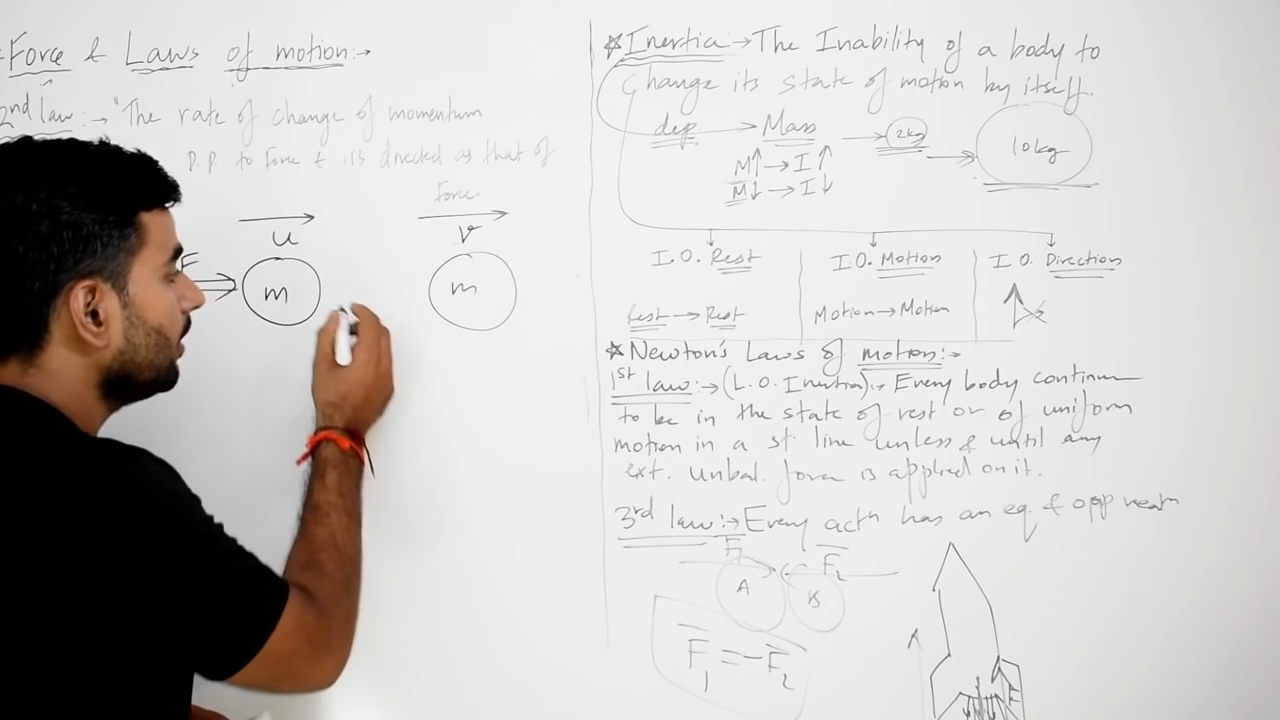 Force & Laws of motion:→
2nd law:→ "The rate of change of momentum
D.P. to Force & is directed as that of
Force
u
v
F
m
m
*Inertia→The Inability of a body to
change its state of motion by itself.
dep → Mass → 2kg → 10kg
M↑→I↑
M↓→I↓
I.O. Rest
I.O. Motion
I.O. Direction
Rest→Rest
Motion→Motion
*Newton's Laws of motion:→
1st law:→(L.O.Inertia):→ Every body continue
to be in the state of rest or of uniform
motion in a st. line unless & until any
ext. unbal. force is applied on it.
3rd law:→Every actn has an eq. & opp reactn
F1
F2
A
B
F1=-F2
F